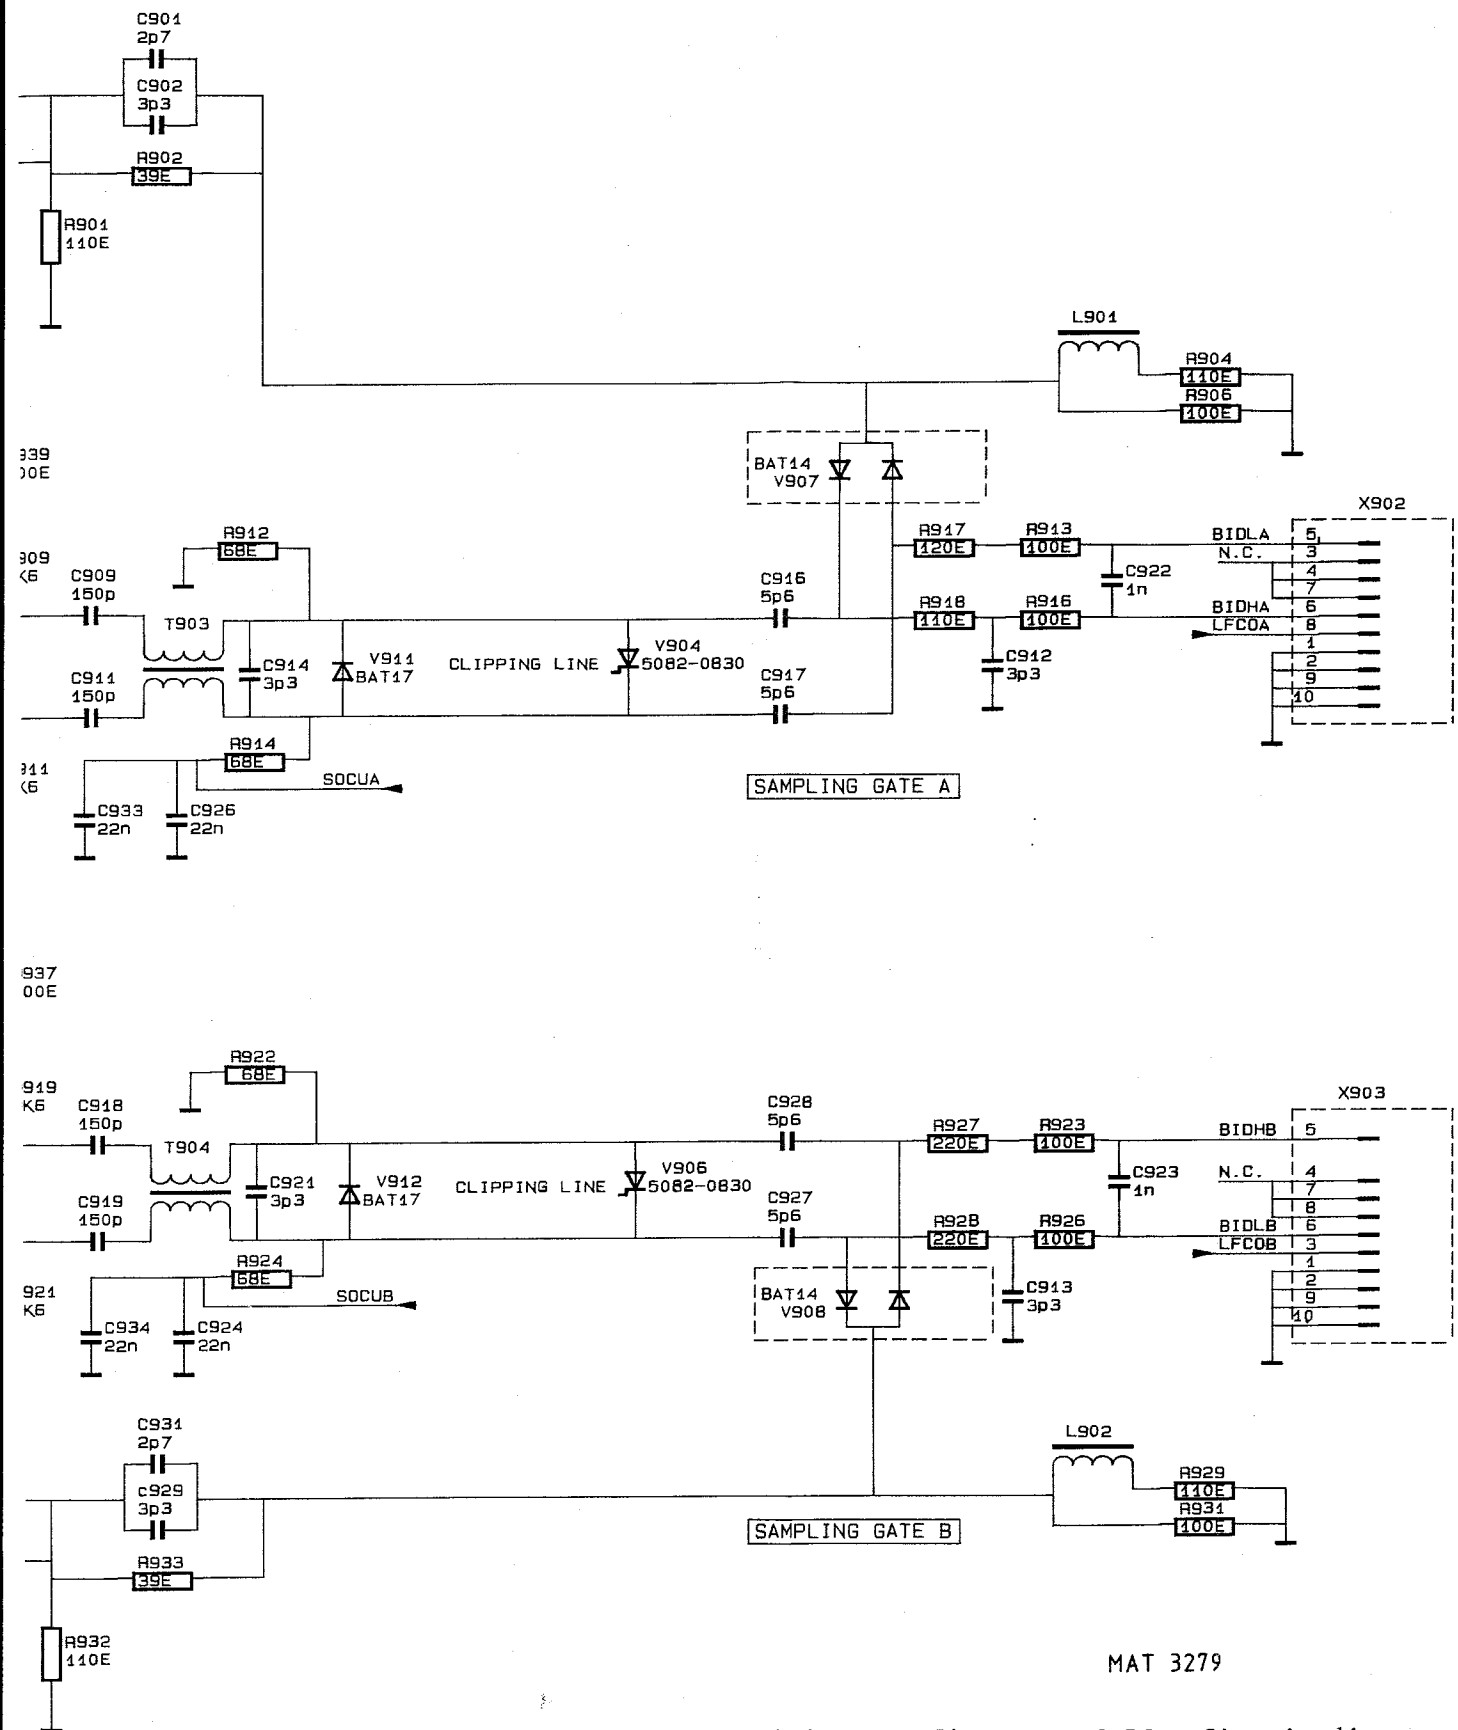 C901
2p7
C902
3p3
R902
39E
R901
110E
L901
R904
110E
R906
100E
BAT14
V907
X902
R912
68E
C909
150p
T903
C911
150p
C914
3p3
V911
BAT17
CLIPPING LINE
V904
5082-0830
C916
5p6
C917
5p6
R917
120E
R913
100E
R918
110E
R916
100E
C922
1n
C912
3p3
BIDLA 5
N.C. 3
4
7
BIDHA 6
LFCOA 8
1
2
9
10
R914
68E
SOCUA
C933
22n
C926
22n
SAMPLING GATE A
R922
68E
C918
150p
T904
C919
150p
C921
3p3
V912
BAT17
CLIPPING LINE
V906
5082-0830
C928
5p6
C927
5p6
R927
220E
R923
100E
R928
220E
R926
100E
C923
1n
C913
3p3
X903
BIDHB 5
N.C. 4
7
8
BIDLB 6
LFCOB 3
1
2
9
10
R924
68E
SOCUB
C934
22n
C924
22n
BAT14
V908
C931
2p7
c929
3p3
R933
39E
R932
110E
L902
R929
110E
R931
100E
SAMPLING GATE B
MAT 3279